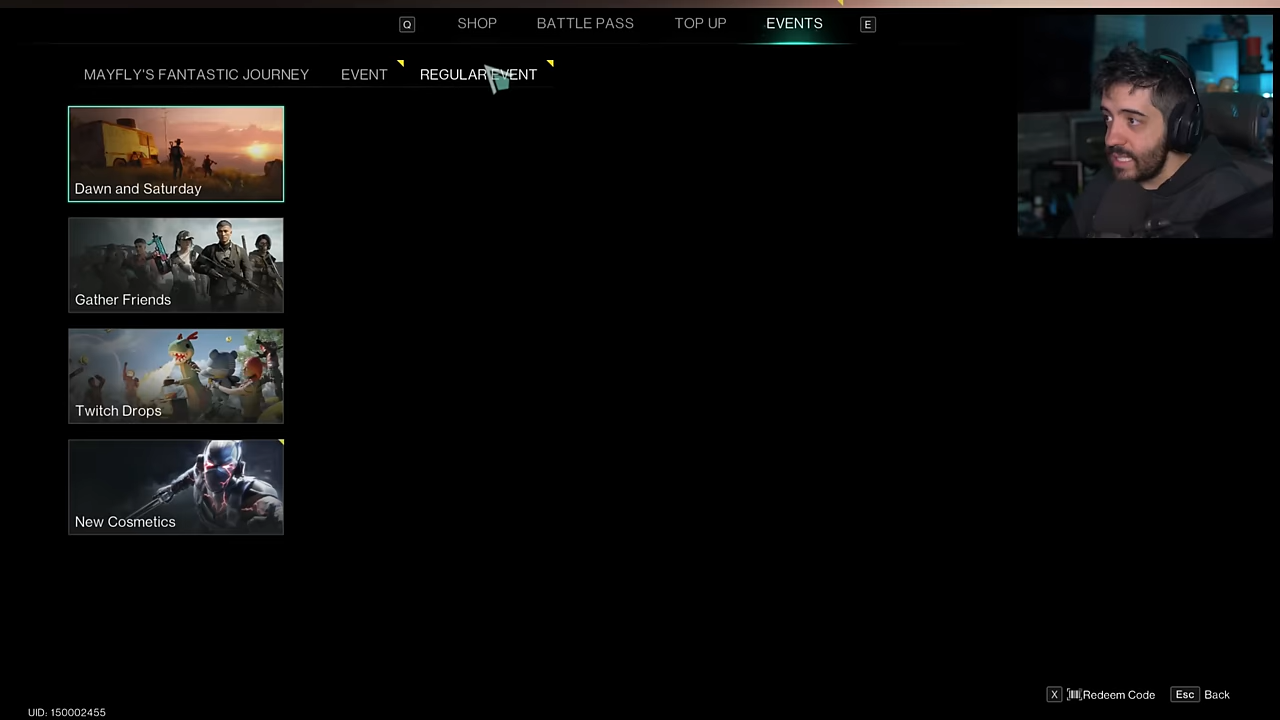 Q SHOP BATTLE PASS TOP UP EVENTS E
MAYFLY'S FANTASTIC JOURNEY EVENT REGULAR EVENT
Dawn and Saturday
Gather Friends
Twitch Drops
New Cosmetics
X Redeem Code Esc Back
UID: 150002455